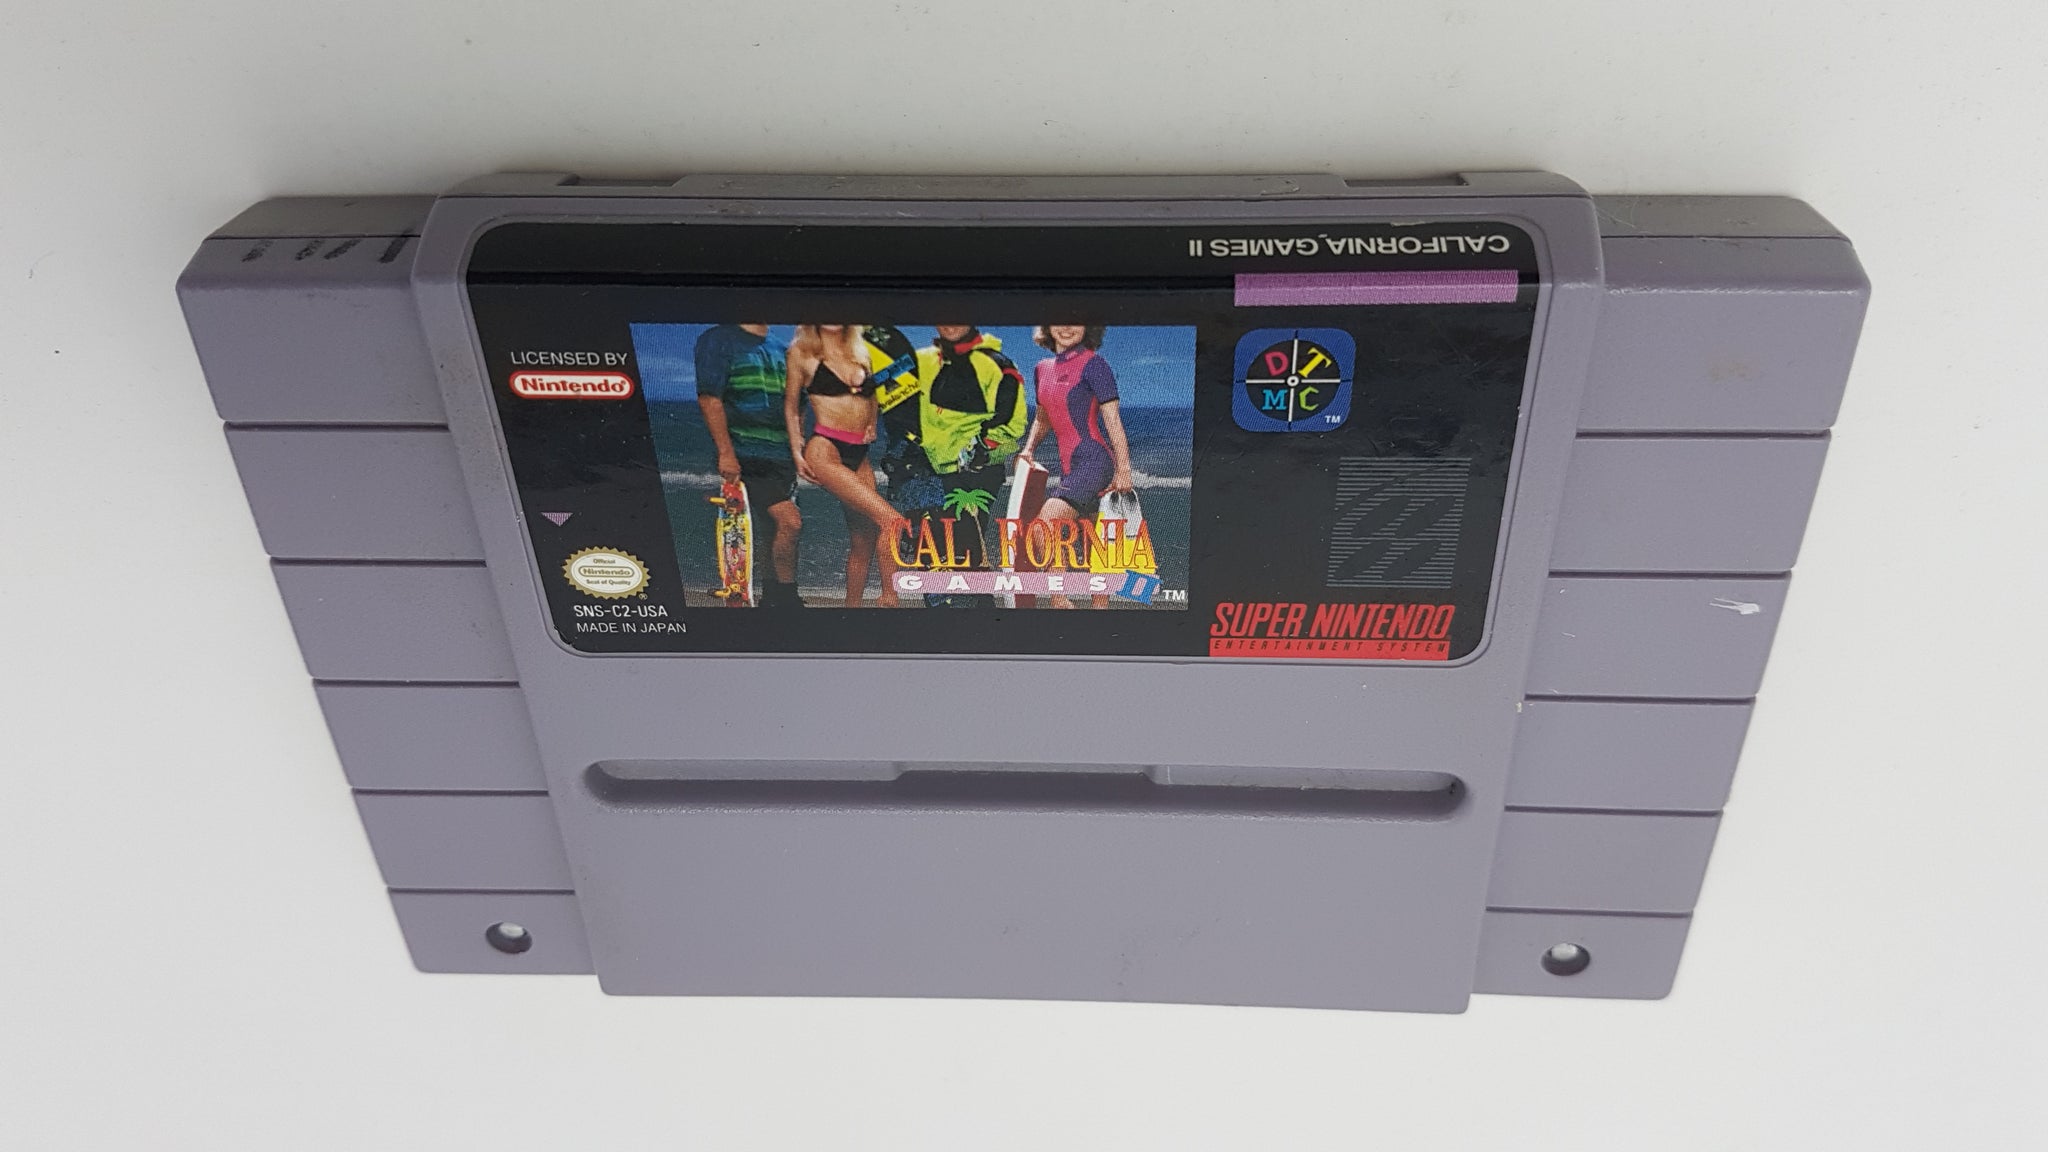 CALIFORNIA GAMES II
LICENSED BY
Nintendo®
D T
M C
TM
CALIFORNIA
GAMES II TM
Official
Nintendo
Seal of Quality
®
SNS-C2-USA
MADE IN JAPAN
SUPER NINTENDO
ENTERTAINMENT SYSTEM